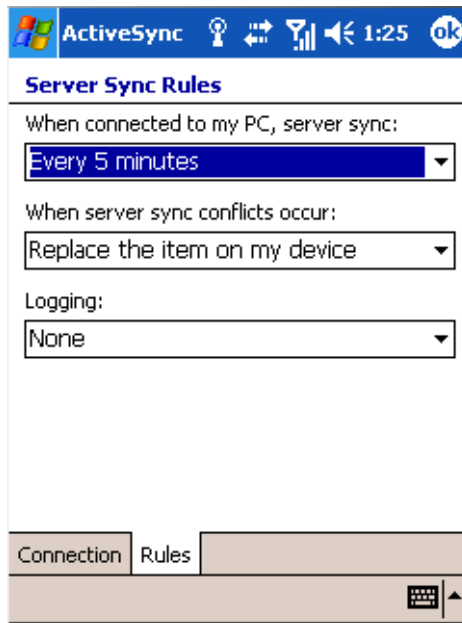 ActiveSync 1:25 ok
Server Sync Rules
When connected to my PC, server sync:
Every 5 minutes
When server sync conflicts occur:
Replace the item on my device
Logging:
None
Connection Rules